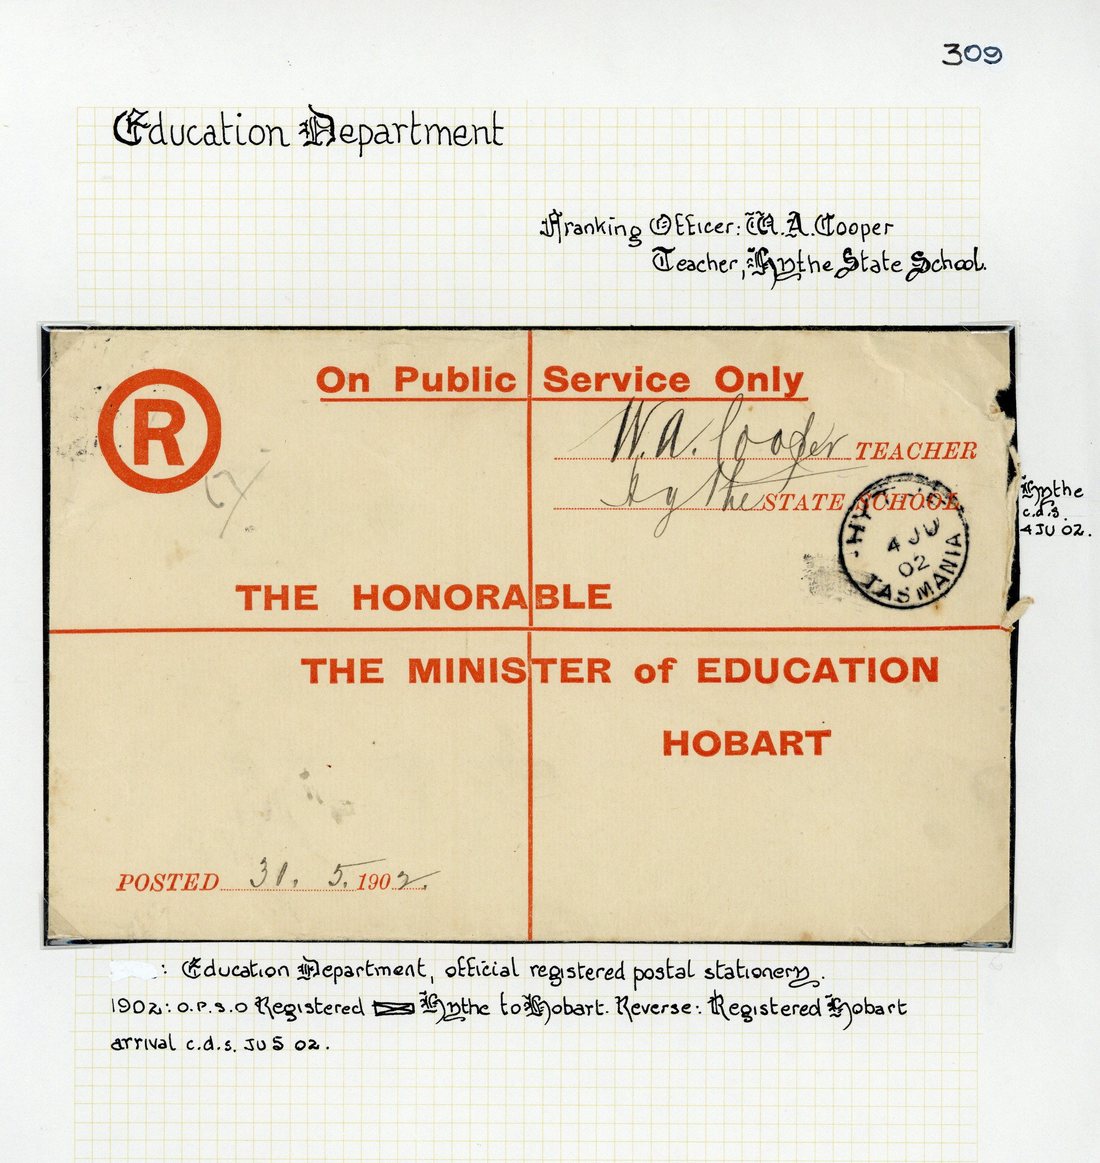 309
Education Department
Franking Officer: W.A. Cooper
Teacher, Hythe State School.
R
On Public Service Only
W. A. Cooper TEACHER
Hythe STATE SCHOOL
Hythe
c.d.s.
4 JU 02.
4 JU
02
TASMANIA
THE HONORABLE
THE MINISTER of EDUCATION
HOBART
POSTED 31. 5. 1902.
: Education Department, official registered postal stationery.
1902: O.P.S.O Registered Hythe to Hobart. Reverse: Registered Hobart
arrival c.d.s. JU 5 02.